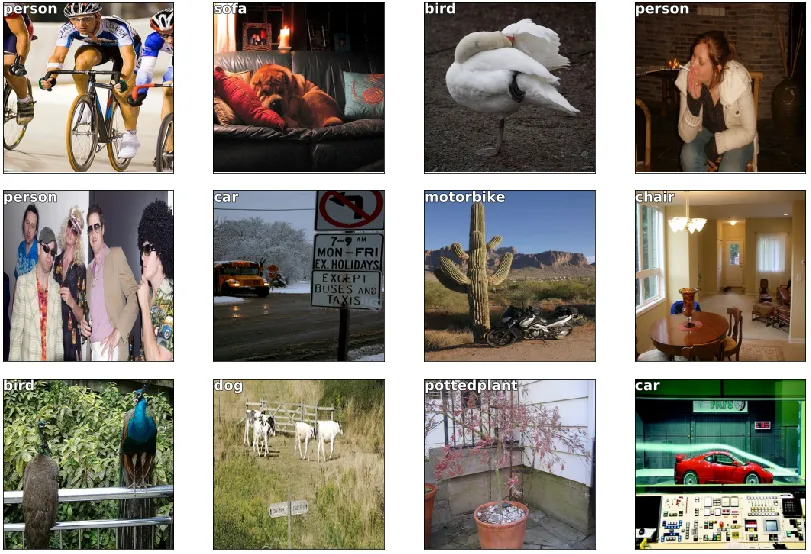 person
sofa
bird
person
person
car
7-9 AM
MON-FRI
EX. HOLIDAYS
EXCEPT
BUSES AND
TAXIS
motorbike
chair
bird
dog
pottedplant
car